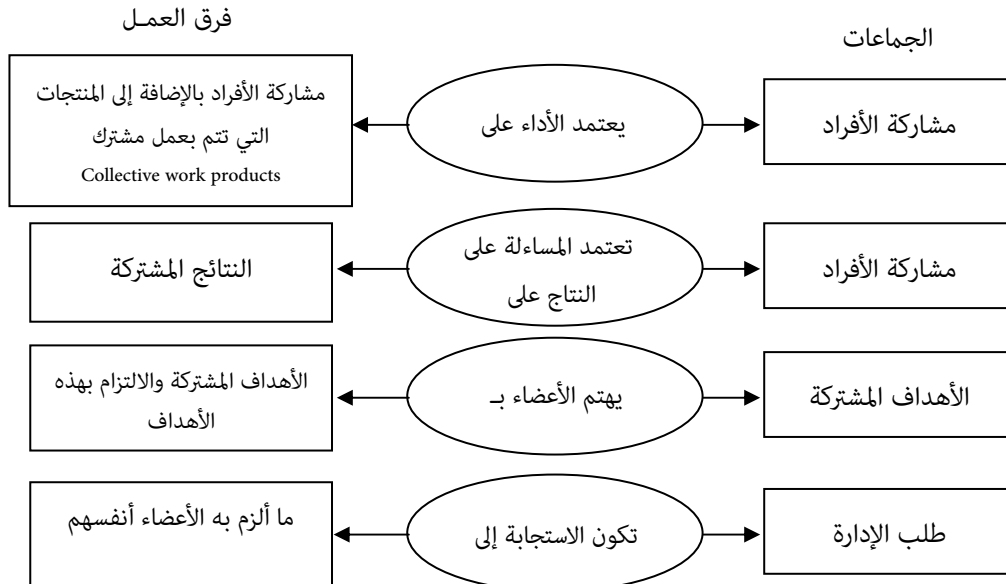 الجماعات
فرق العمـل
مشاركة الأفراد
يعتمد الأداء على
مشاركة الأفراد بالإضافة إلى المنتجات
التي تتم بعمل مشترك
Collective work products
مشاركة الأفراد
تعتمد المساءلة على
النتاج على
النتائج المشتركة
الأهداف المشتركة
يهتم الأعضاء بـ
الأهداف المشتركة والالتزام بهذه
الأهداف
طلب الإدارة
تكون الاستجابة إلى
ما ألزم به الأعضاء أنفسهم